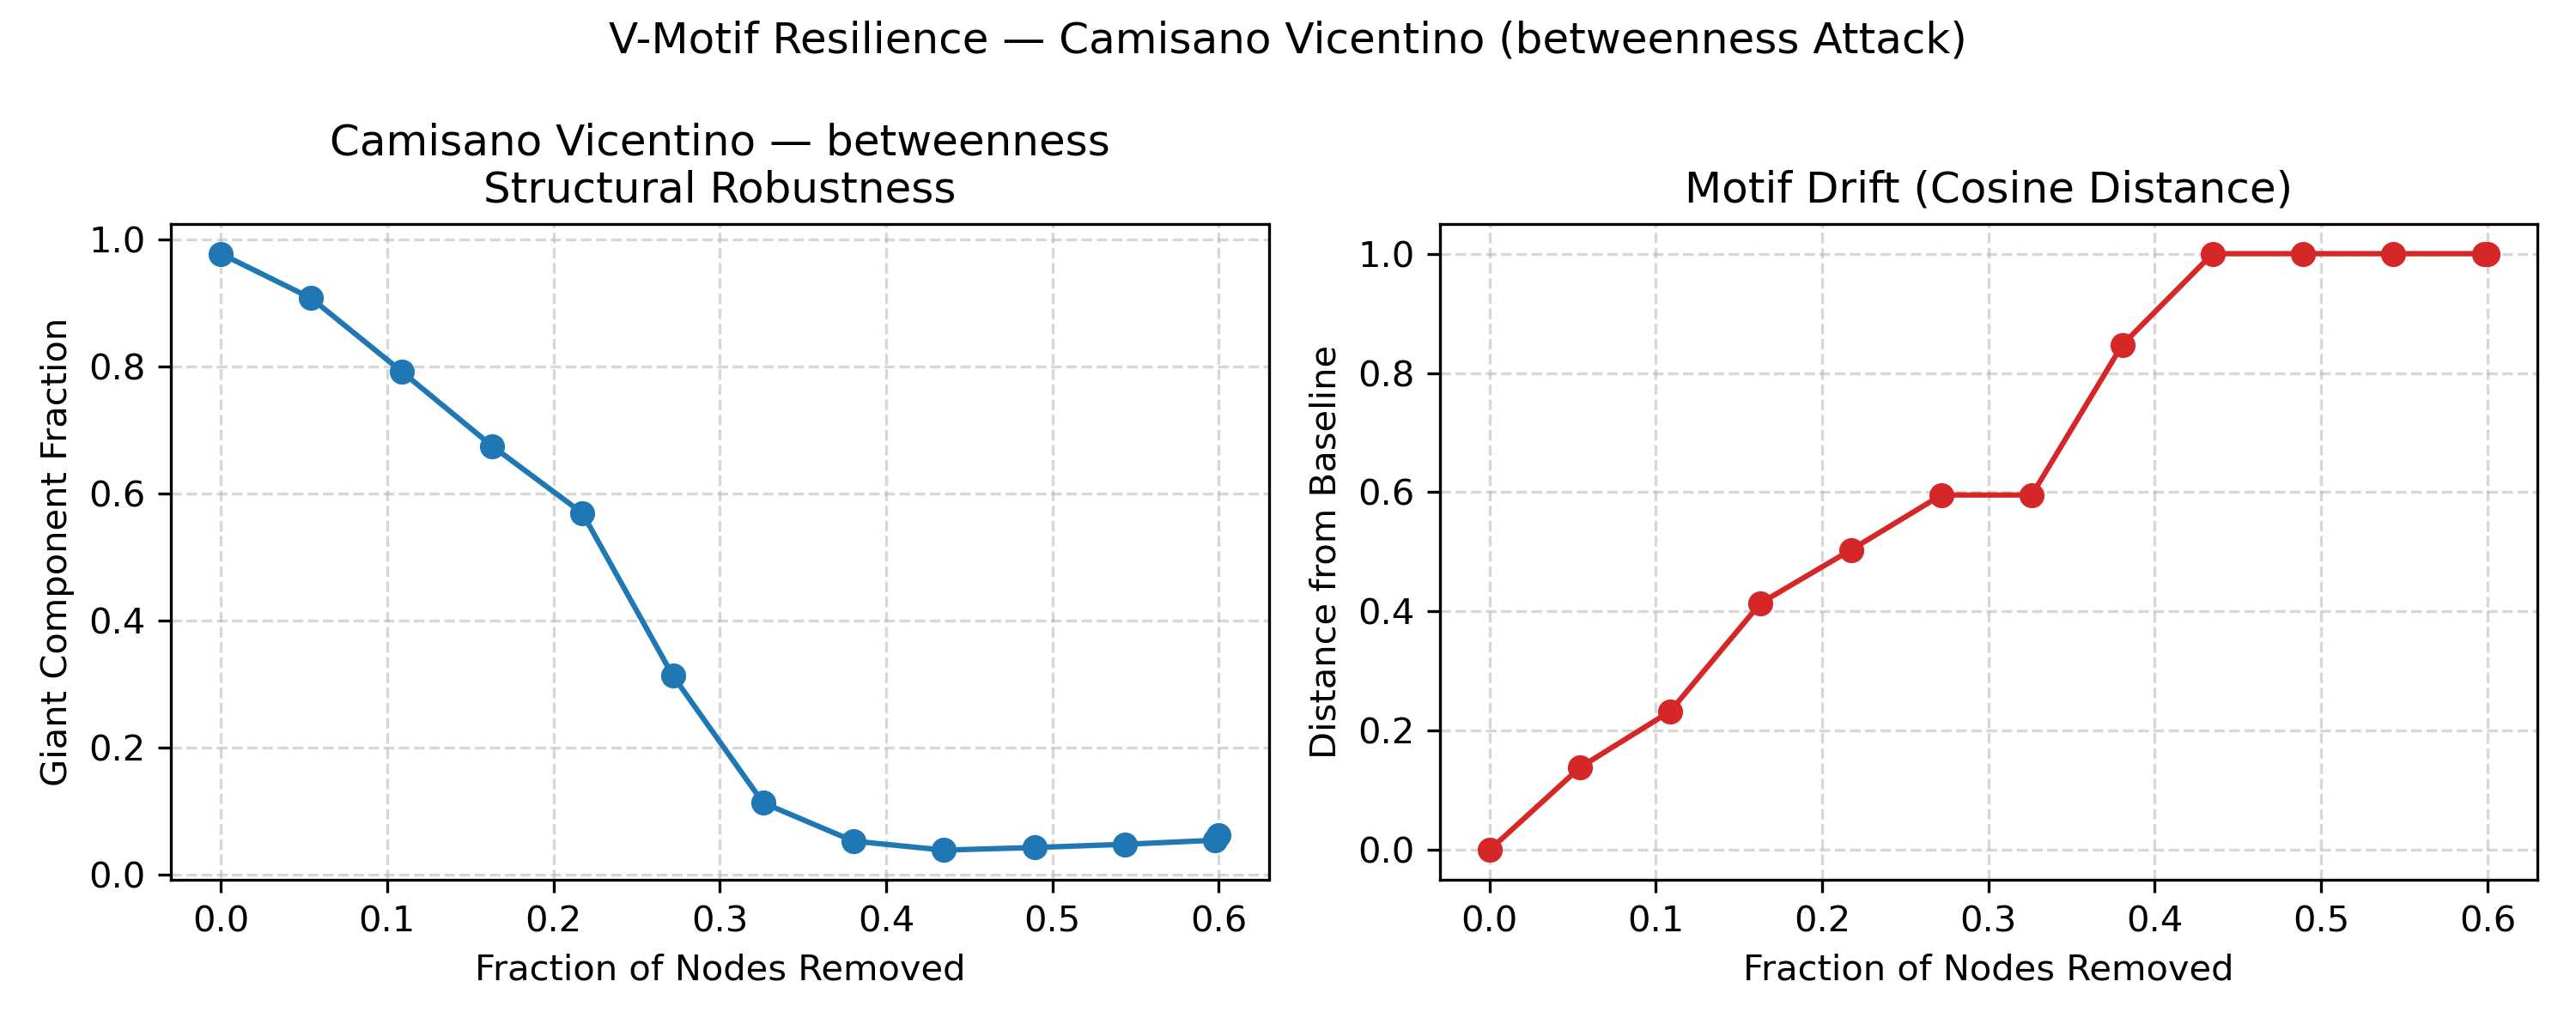 V-Motif Resilience — Camisano Vicentino (betweenness Attack)
Camisano Vicentino — betweenness
Structural Robustness
Giant Component Fraction
1.0
0.8
0.6
0.4
0.2
0.0
0.0 0.1 0.2 0.3 0.4 0.5 0.6
Fraction of Nodes Removed
Motif Drift (Cosine Distance)
Distance from Baseline
1.0
0.8
0.6
0.4
0.2
0.0
0.0 0.1 0.2 0.3 0.4 0.5 0.6
Fraction of Nodes Removed